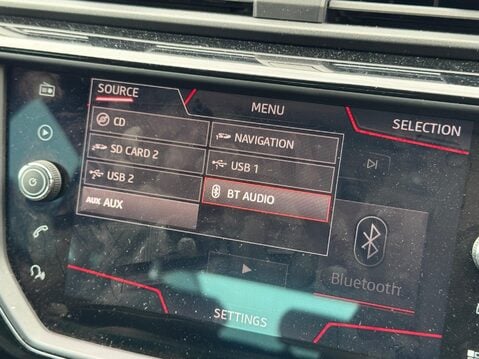 SOURCE
MENU
SELECTION
CD
NAVIGATION
SD CARD 2
USB 1
USB 2
BT AUDIO
AUX AUX
Bluetooth
SETTINGS